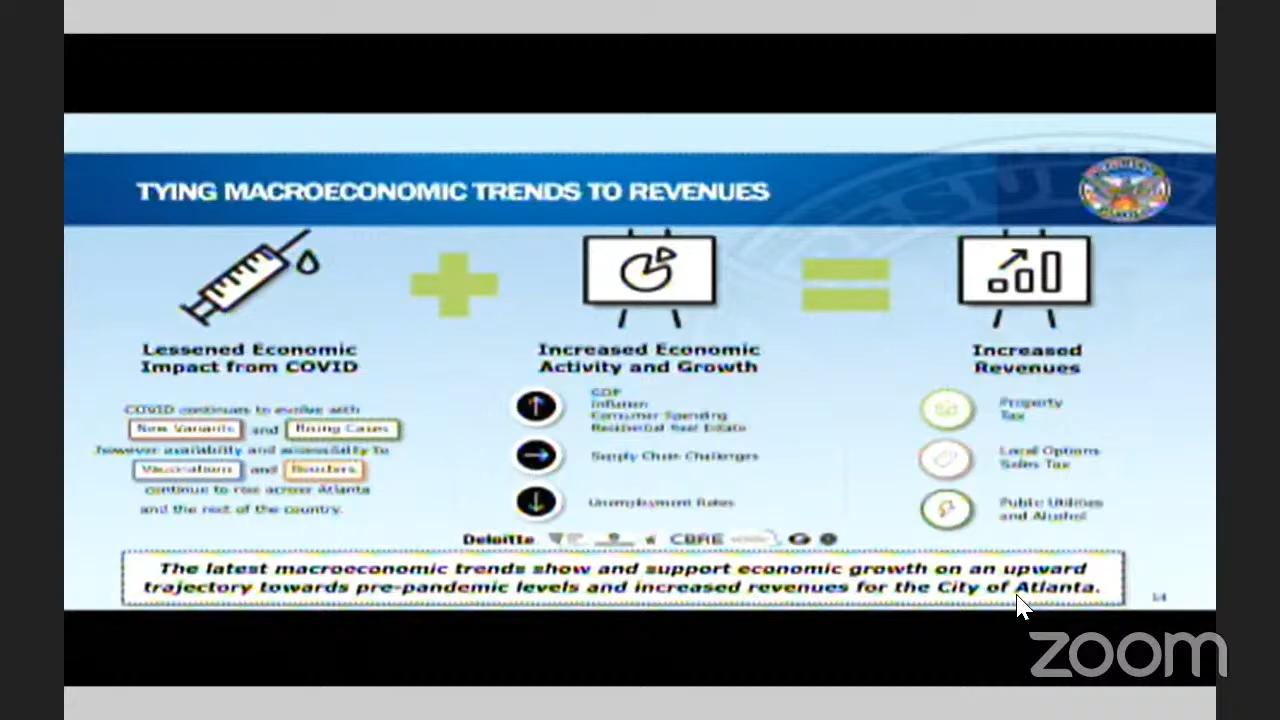 TYING MACROECONOMIC TRENDS TO REVENUES
Lessened Economic
Impact from COVID
COVID continues to evolve with
New Variants and Rising Cases
however availability and accessibility to
Vaccinations and Boosters
continue to rise across Atlanta
and the rest of the country.
Increased Economic
Activity and Growth
GDP
Inflation
Consumer Spending
Residential Real Estate
Supply Chain Challenges
Unemployment Rates
Increased
Revenues
Property
Tax
Local Options
Sales Tax
Public Utilities
and Alcohol
Deloitte
CBRE
The latest macroeconomic trends show and support economic growth on an upward
trajectory towards pre-pandemic levels and increased revenues for the City of Atlanta.
14
zoom